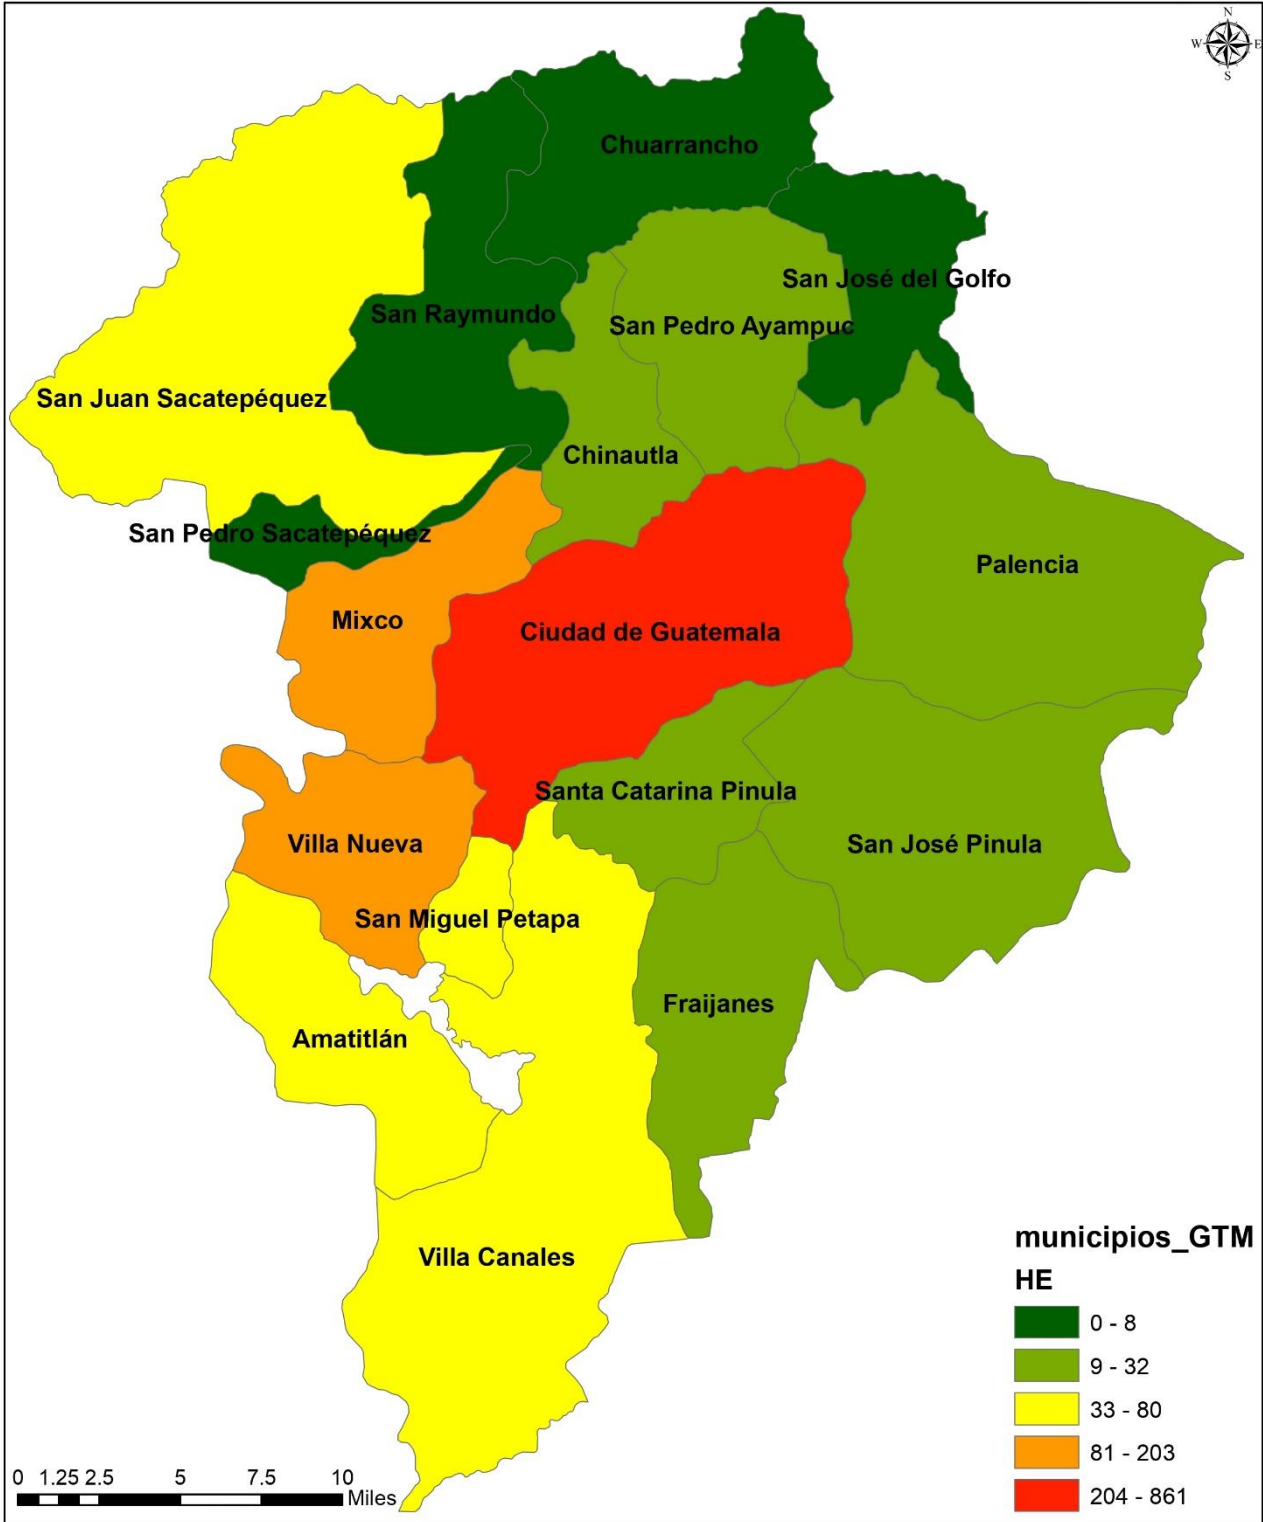 N
W E
S
Chuarrancho
San José del Golfo
San Raymundo
San Pedro Ayampuc
San Juan Sacatepéquez
Chinautla
San Pedro Sacatepéquez
Palencia
Mixco
Ciudad de Guatemala
Santa Catarina Pinula
Villa Nueva
San José Pinula
San Miguel Petapa
Fraijanes
Amatitlán
Villa Canales
municipios_GTM
HE
0 - 8
9 - 32
33 - 80
81 - 203
204 - 861
0 1.25 2.5 5 7.5 10
Miles